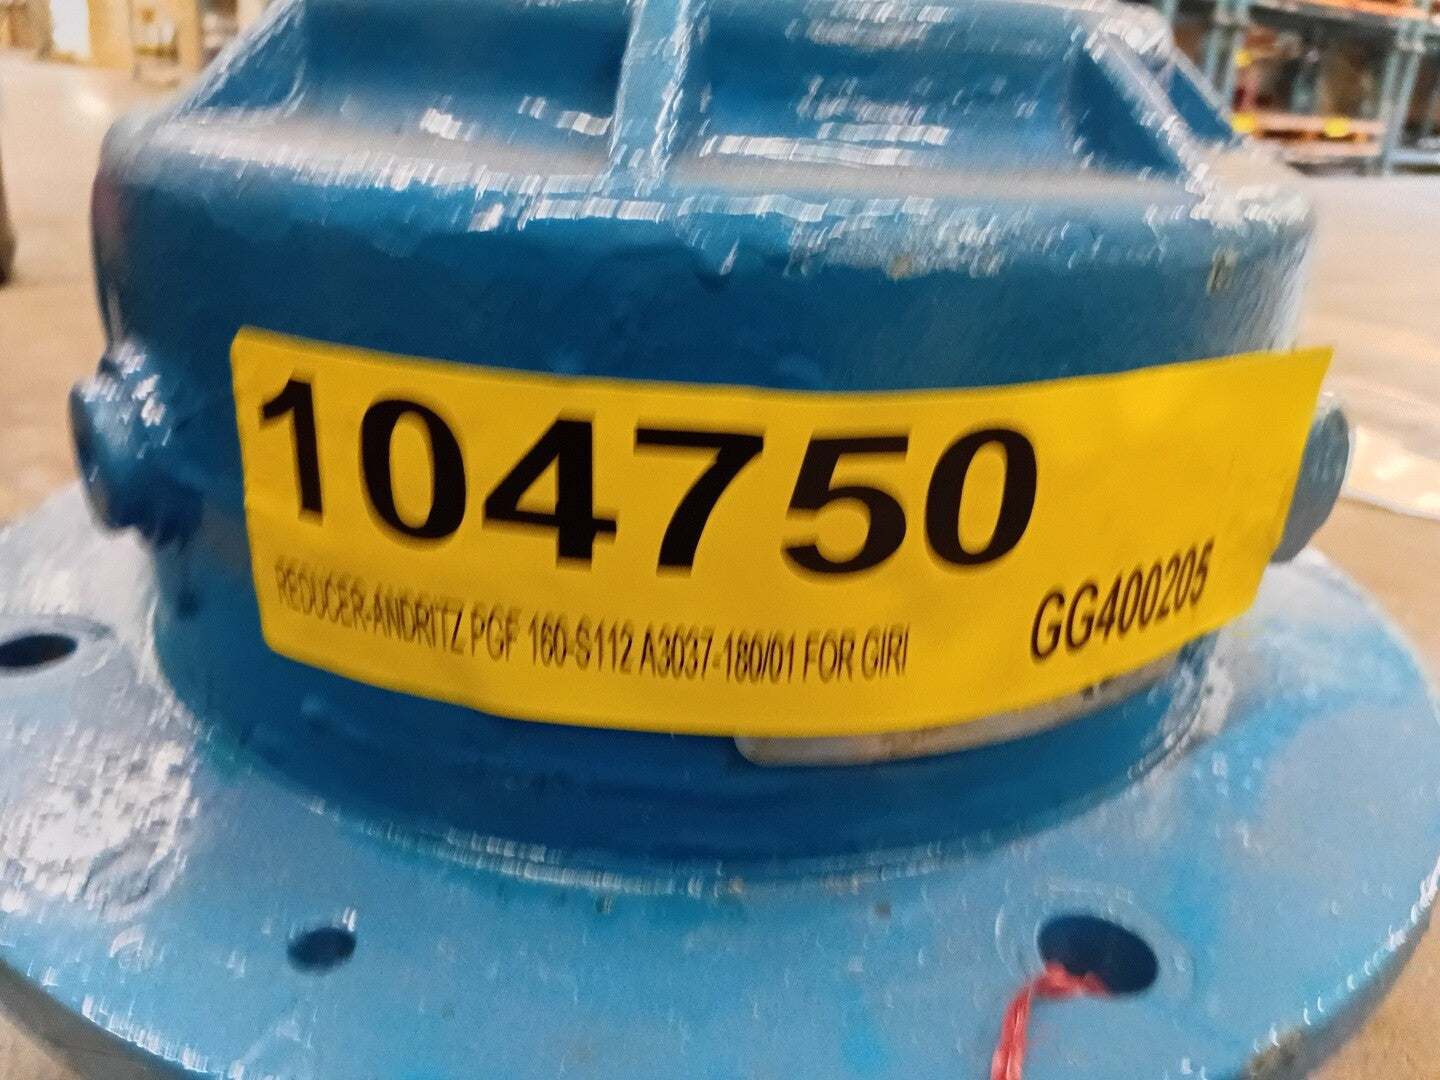 104750
REDUCER-ANDRITZ PGF 160-S112 A3037-180/01 FOR GIRI
GG400205